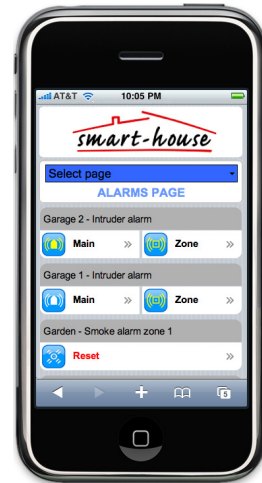 AT&T 10:05 PM
smart-house
Select page
ALARMS PAGE
Garage 2 - Intruder alarm
Main >> Zone >>
Garage 1 - Intruder alarm
Main >> Zone >>
Garden - Smoke alarm zone 1
Reset >>
5